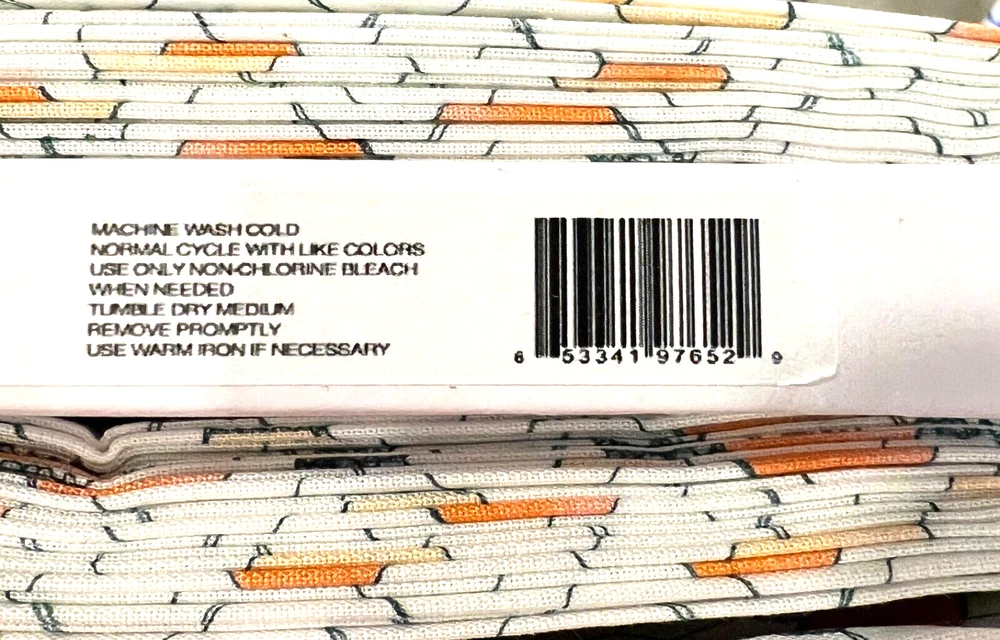 MACHINE WASH COLD
NORMAL CYCLE WITH LIKE COLORS
USE ONLY NON-CHLORINE BLEACH
WHEN NEEDED
TUMBLE DRY MEDIUM
REMOVE PROMPTLY
USE WARM IRON IF NECESSARY
6 53341 97652 9